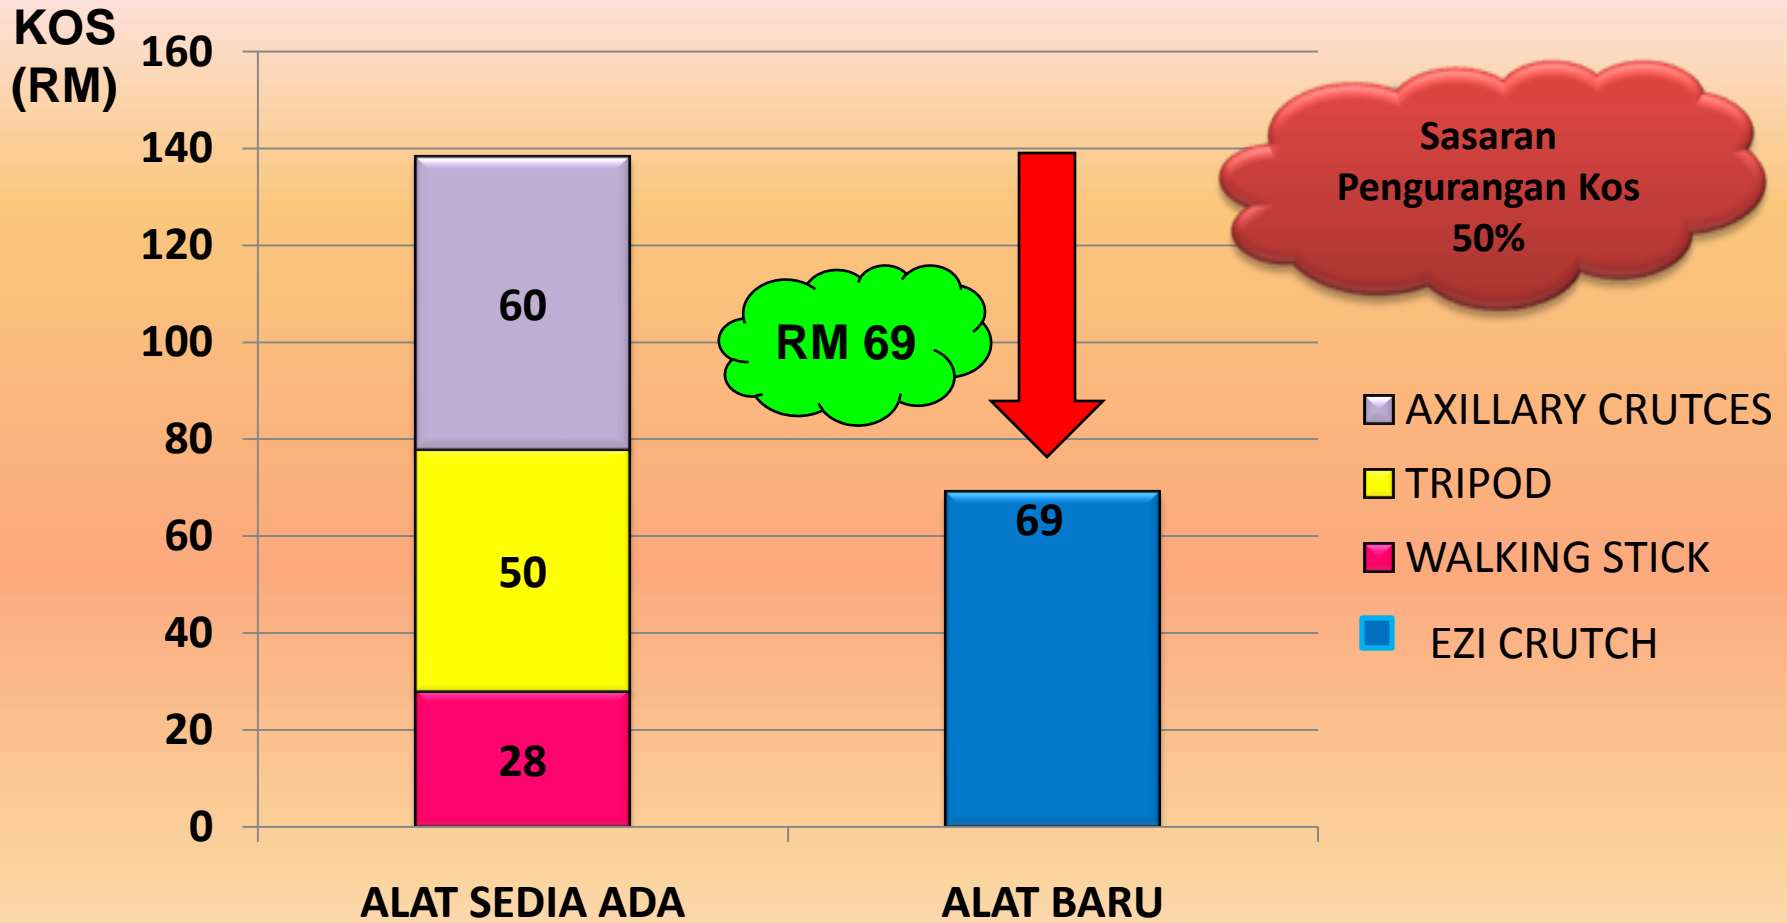 KOS
(RM)
160
140
120
100
80
60
40
20
0
60
50
28
RM 69
69
Sasaran
Pengurangan Kos
50%
AXILLARY CRUTCES
TRIPOD
WALKING STICK
EZI CRUTCH
ALAT SEDIA ADA
ALAT BARU